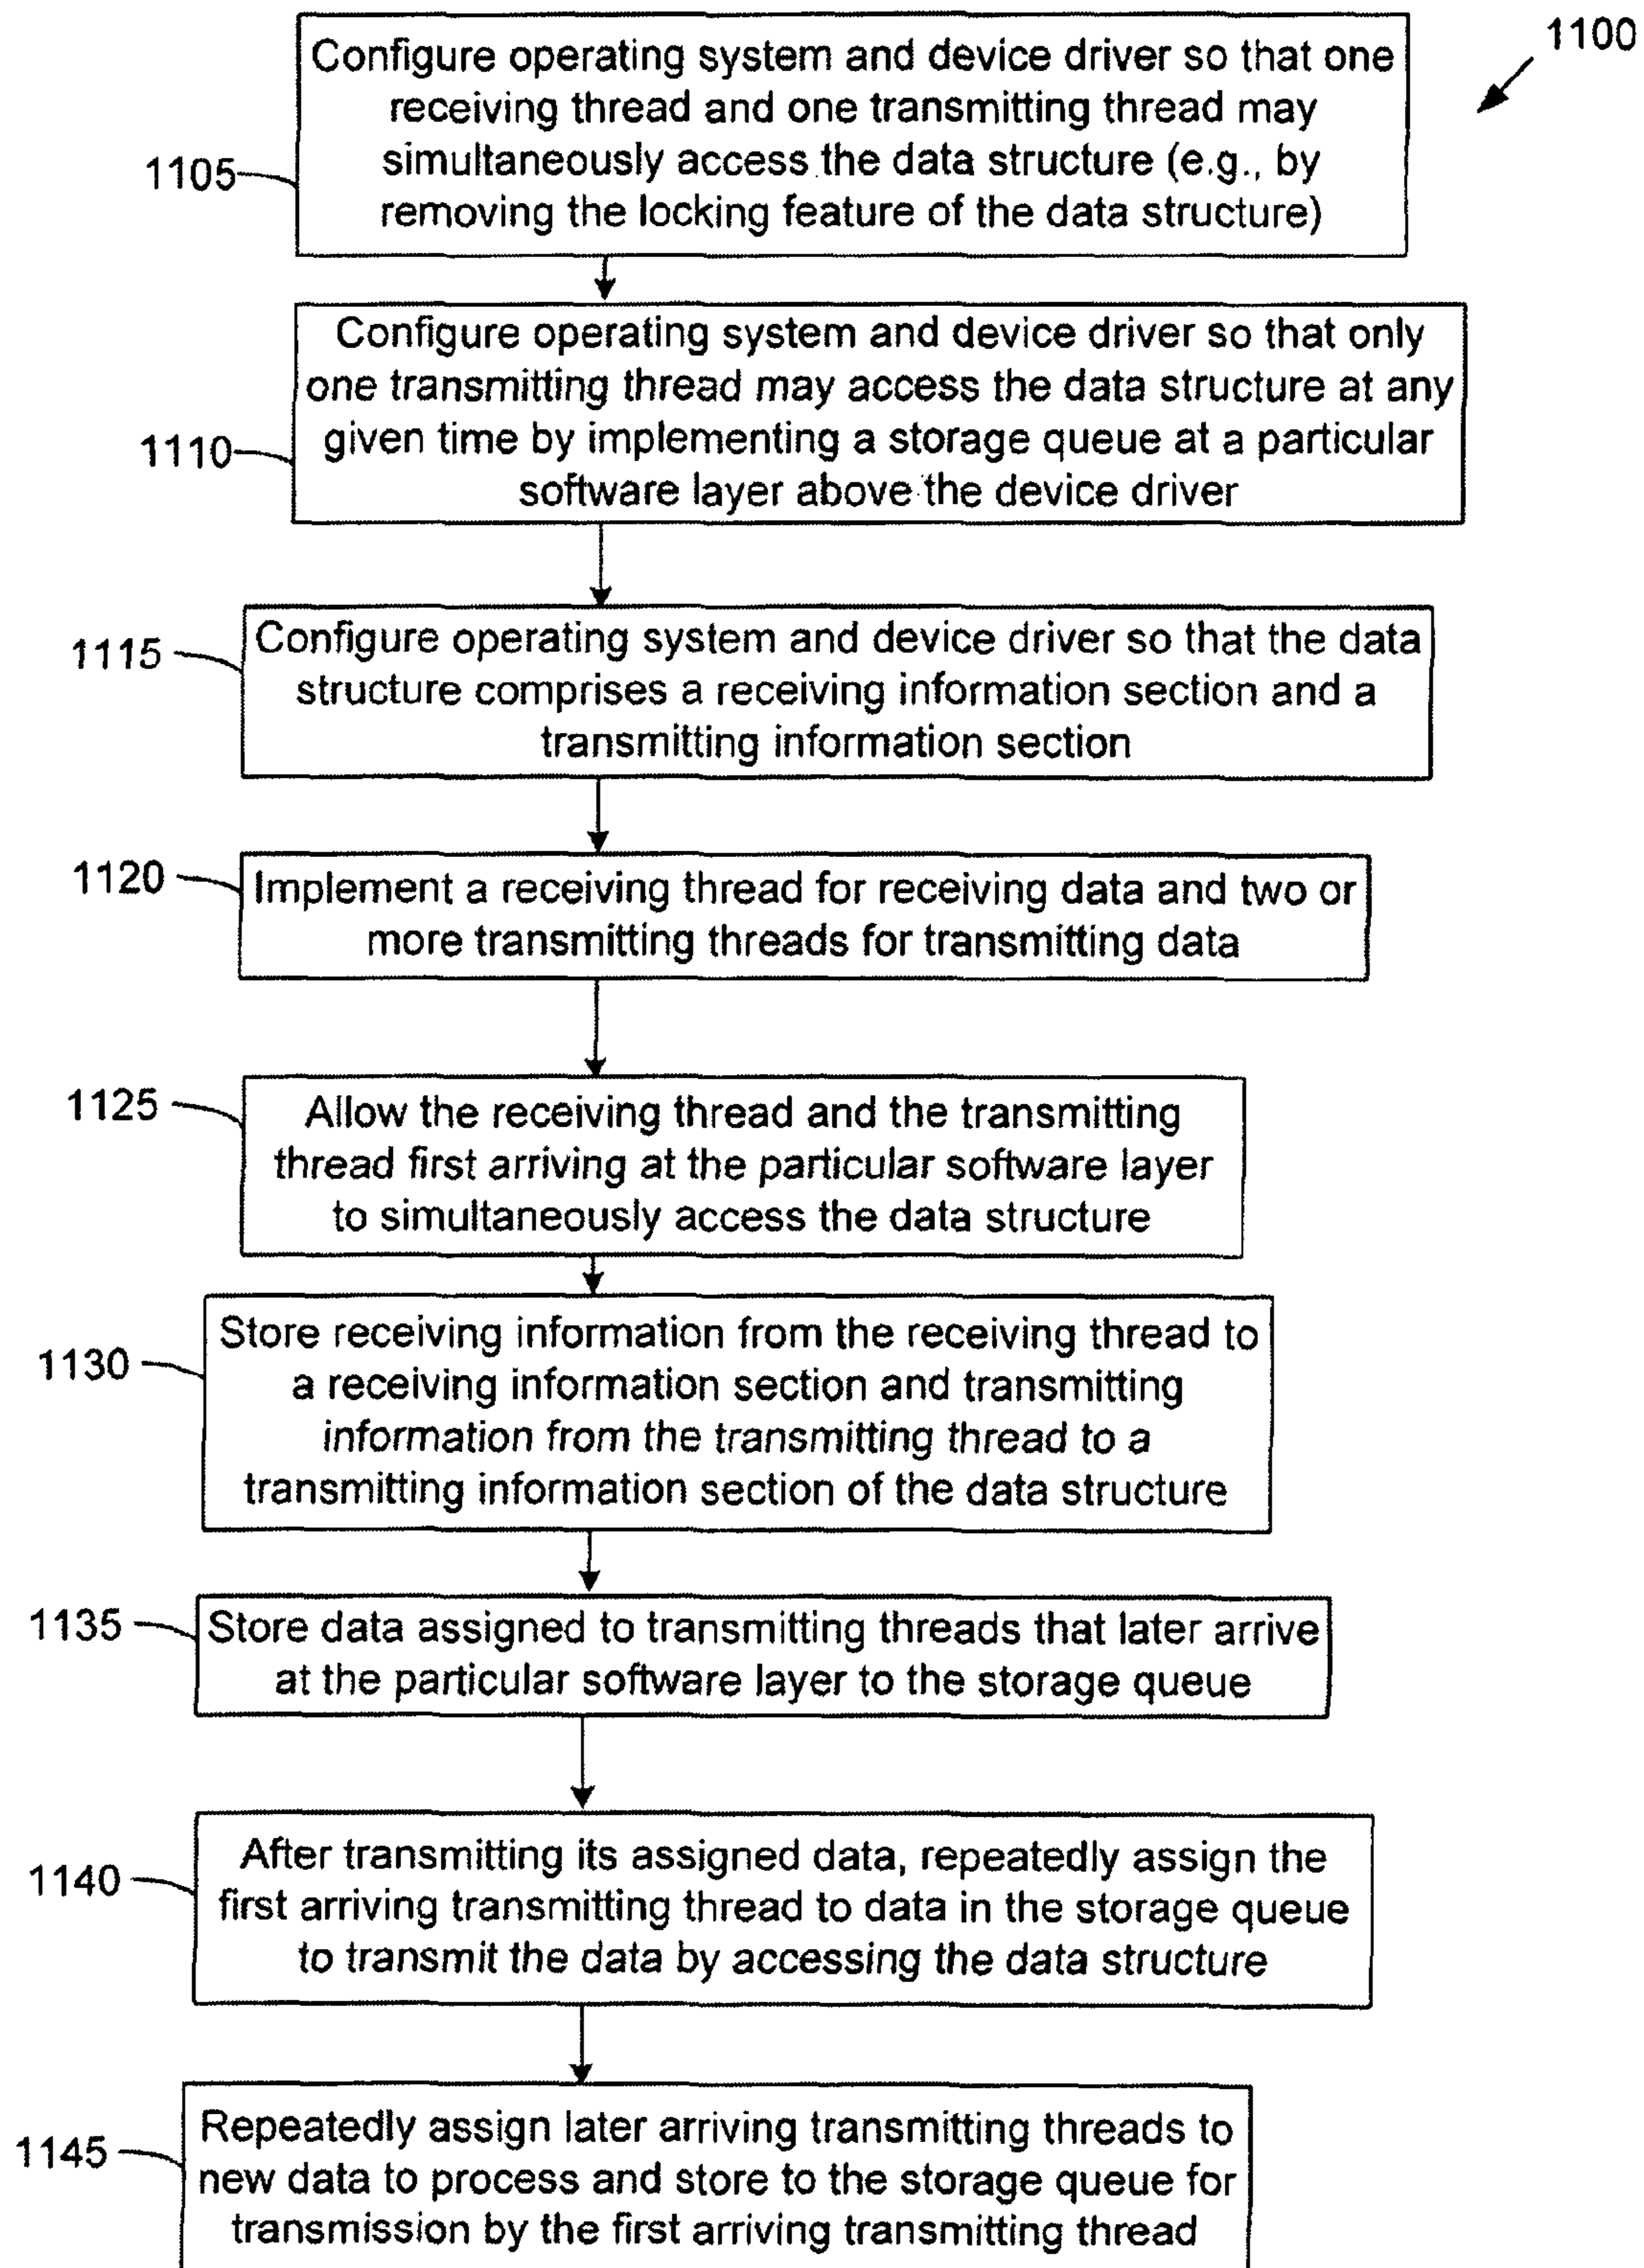 1100
Configure operating system and device driver so that one
receiving thread and one transmitting thread may
simultaneously access the data structure (e.g., by
removing the locking feature of the data structure)
1105
Configure operating system and device driver so that only
one transmitting thread may access the data structure at any
given time by implementing a storage queue at a particular
software layer above the device driver
1110
Configure operating system and device driver so that the data
structure comprises a receiving information section and a
transmitting information section
1115
Implement a receiving thread for receiving data and two or
more transmitting threads for transmitting data
1120
Allow the receiving thread and the transmitting
thread first arriving at the particular software layer
to simultaneously access the data structure
1125
Store receiving information from the receiving thread to
a receiving information section and transmitting
information from the transmitting thread to a
transmitting information section of the data structure
1130
Store data assigned to transmitting threads that later arrive
at the particular software layer to the storage queue
1135
After transmitting its assigned data, repeatedly assign the
first arriving transmitting thread to data in the storage queue
to transmit the data by accessing the data structure
1140
Repeatedly assign later arriving transmitting threads to
new data to process and store to the storage queue for
transmission by the first arriving transmitting thread
1145